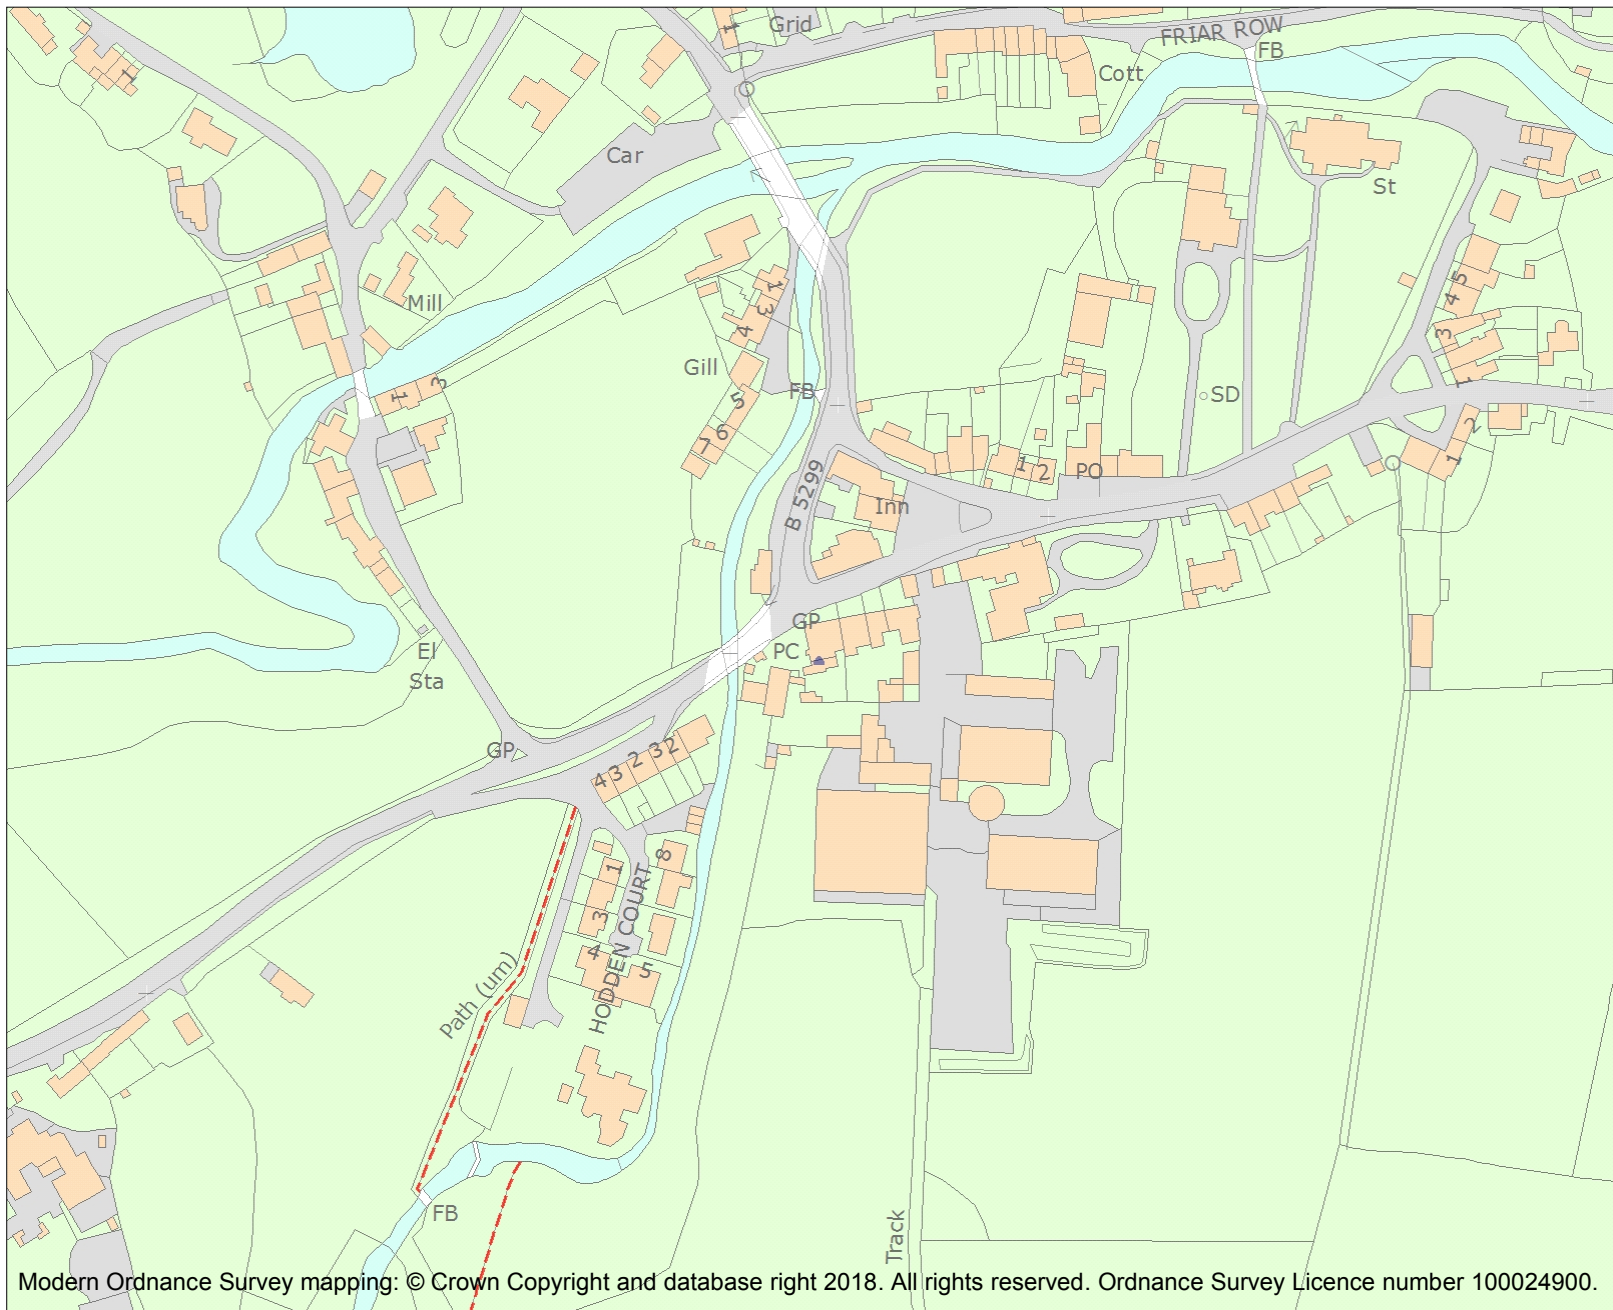 1
Grid
FRIAR ROW
FB
Cott
1
Car
St
Mill
1
3
4
5
4
3
1
Gill
1
3
FB
SD
5
6
7
B 5299
Inn
1
2
PO
2
1
GP
PC
El
Sta
GP
4
3
2
3
2
8
1
3
4
5
HODDEN COURT
Path (um)
FB
Track
Modern Ordnance Survey mapping: © Crown Copyright and database right 2018. All rights reserved. Ordnance Survey Licence number 100024900.